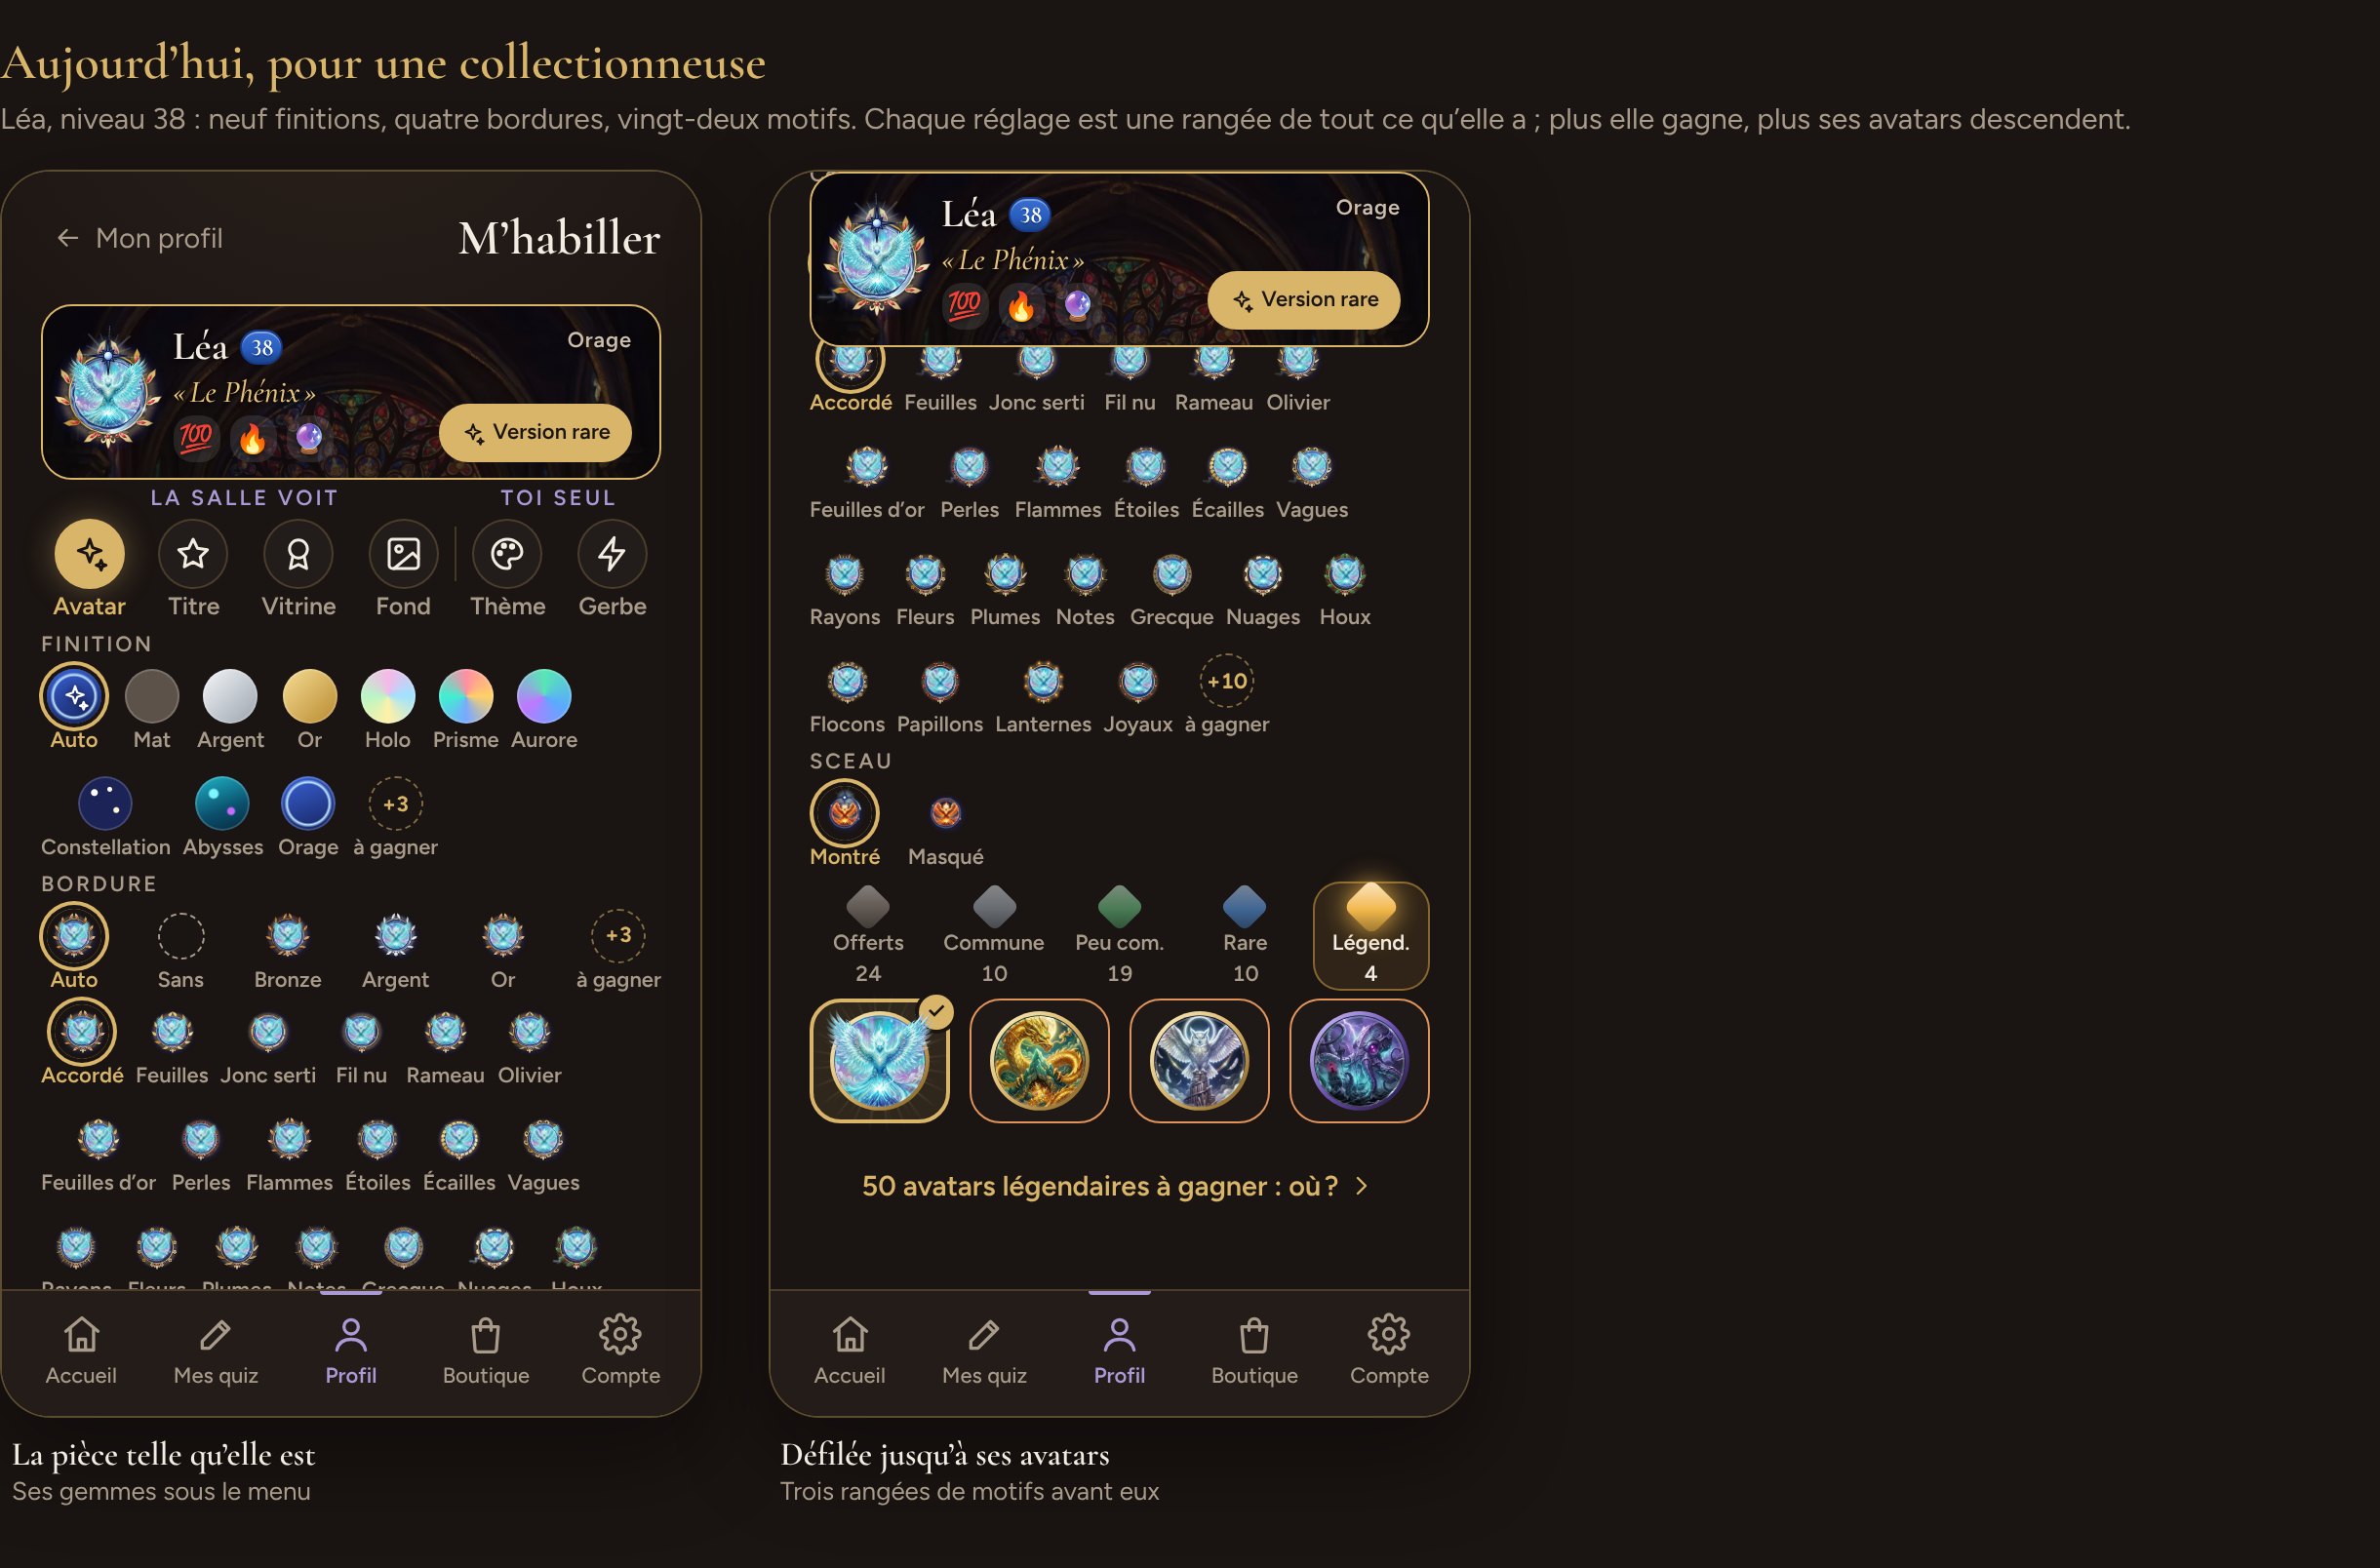 Aujourd’hui, pour une collectionneuse
Léa, niveau 38 : neuf finitions, quatre bordures, vingt-deux motifs. Chaque réglage est une rangée de tout ce qu’elle a ; plus elle gagne, plus ses avatars descendent.
← Mon profil M’habiller
Léa 38 Orage
« Le Phénix »
100 Version rare
LA SALLE VOIT TOI SEUL
Avatar Titre Vitrine Fond Thème Gerbe
FINITION
Auto Mat Argent Or Holo Prisme Aurore
+3
Constellation Abysses Orage à gagner
BORDURE
+3
Auto Sans Bronze Argent Or à gagner
Accordé Feuilles Jonc serti Fil nu Rameau Olivier
Feuilles d’or Perles Flammes Étoiles Écailles Vagues
Rayons Fleurs Plumes Notes Grecque Nuages Houx
Accueil Mes quiz Profil Boutique Compte
La pièce telle qu’elle est
Ses gemmes sous le menu
Léa 38 Orage
« Le Phénix »
100 Version rare
Accordé Feuilles Jonc serti Fil nu Rameau Olivier
Feuilles d’or Perles Flammes Étoiles Écailles Vagues
Rayons Fleurs Plumes Notes Grecque Nuages Houx
+10
Flocons Papillons Lanternes Joyaux à gagner
SCEAU
Montré Masqué
Offerts Commune Peu com. Rare Légend.
24 10 19 10 4
50 avatars légendaires à gagner : où ?
Accueil Mes quiz Profil Boutique Compte
Défilée jusqu’à ses avatars
Trois rangées de motifs avant eux